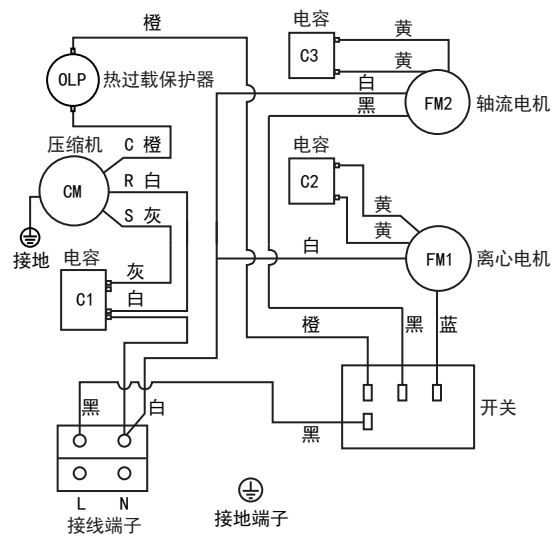 橙
电容
黄
C3
黄
OLP
热过载保护器
白
黑
FM2
轴流电机
C 橙
压缩机
电容
R 白
CM
C2
S 灰
黄
黄
接地
电容
白
灰
FM1
离心电机
C1
白
橙
黑
蓝
黑
白
开关
黑
L
N
接线端子
接地端子